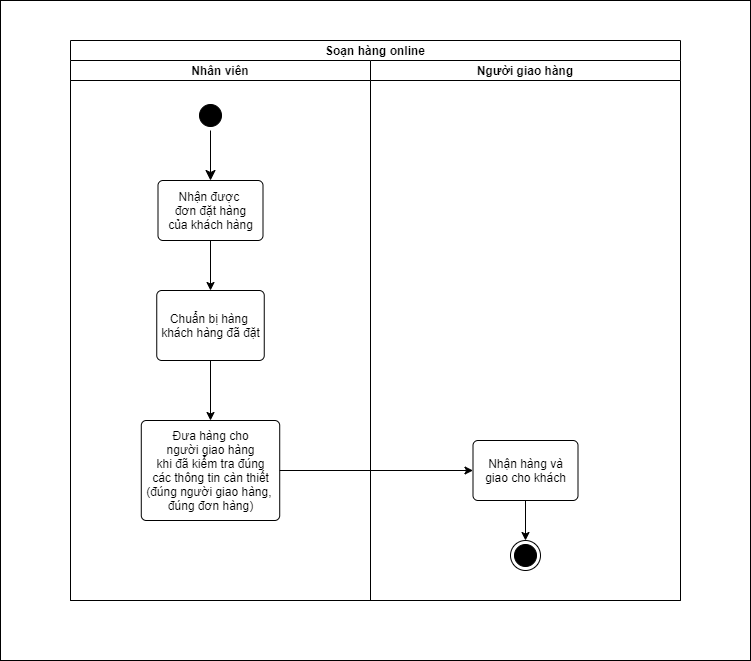 Soạn hàng online
Nhân viên
Người giao hàng
Nhận được
đơn đặt hàng
của khách hàng
Chuẩn bị hàng
khách hàng đã đặt
Đưa hàng cho
người giao hàng
khi đã kiểm tra đúng
các thông tin cần thiết
(đúng người giao hàng,
đúng đơn hàng)
Nhận hàng và
giao cho khách